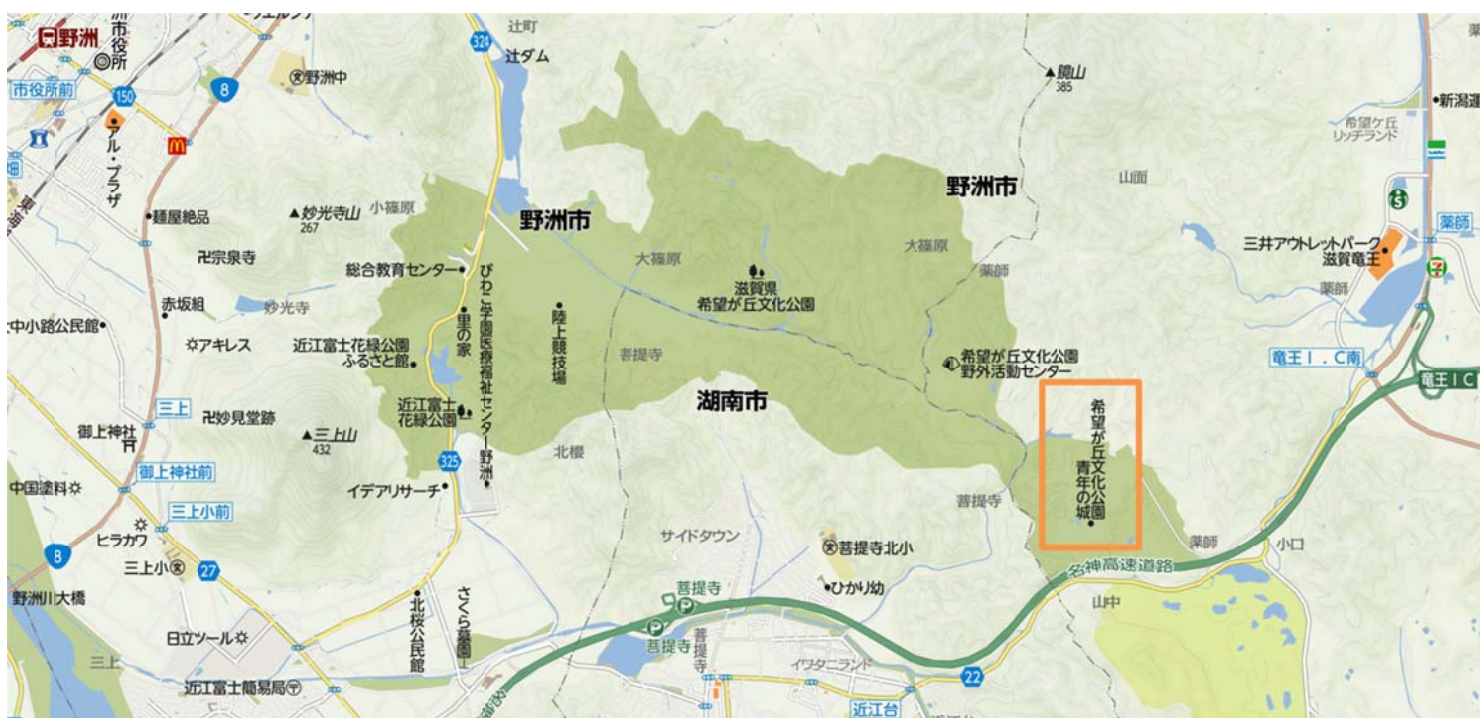 野洲
洲市役所
市役所前
150
8
野洲中
アル・プラザ
麺屋絶品
妙光寺山
267
小篠原
宗泉寺
赤坂組
妙光寺
中小路公民館
アキレス
三上
妙見堂跡
御上神社
三上山
432
御上神社前
中国塗料
三上小前
ヒラカワ
8
三上小
27
野洲川大橋
日立ツール
三上
近江富士簡易局
324
辻町
辻ダム
野洲市
総合教育センター
里の家
びわこ学園医療福祉センター野洲
近江富士花緑公園
ふるさと館
近江富士
花緑公園
陸上競技場
325
イデアリサーチ
北桜公民館
さくら墓園
北櫻
大篠原
菩提寺
滋賀県
希望が丘文化公園
湖南市
サイドタウン
菩提寺
P
P
菩提寺
菩提寺
菩提寺北小
ひかり幼
イワタニランド
近江台
22
鏡山
385
野洲市
大篠原
薬師
山面
希望が丘文化公園
野外活動センター
菩提寺
希望が丘文化公園
青年の城
薬師
小口
名神高速道路
山中
希望ケ丘
リッチランド
S
薬師
三井アウトレットパーク
滋賀竜王
7
薬師
竜王I.C南
竜王IC